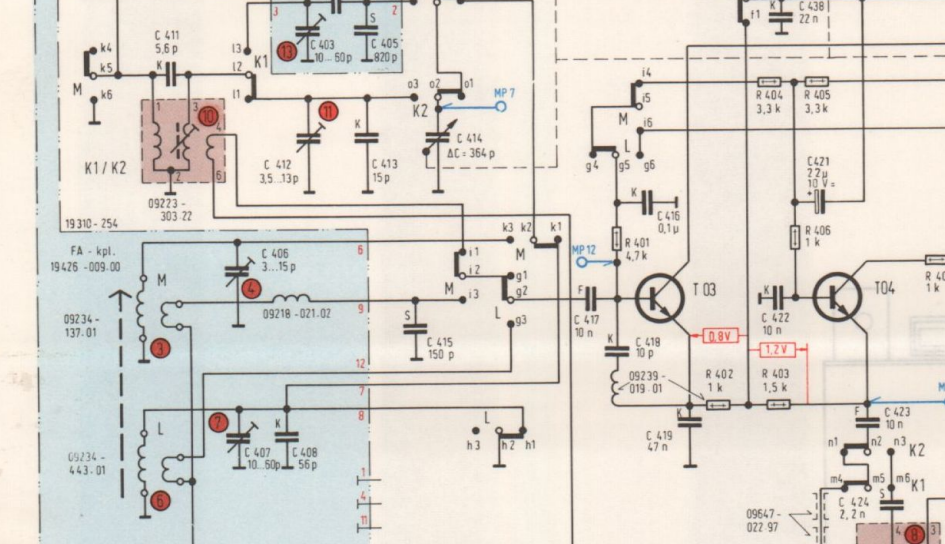 3
2
13
C 403
10...60p
S
C 405
820p
C 438
22 n
K
f1
C 411
5,6 p
K
k4
k5
M
k6
l3
K1
l2
l1
o3
o2
o1
K2
MP 7
i4
i5
M
i6
R 404
3,3 k
R 405
3,3 k
1
3
10
4
2
6
K1 / K2
11
C 412
3,5...13p
K
C 413
15 p
C 414
ΔC = 364 p
L
g4
g5
g6
C421
2,2 µ
10 V=
+
09223 -
303.22
K
C 416
0,1 µ
19310 - 254
FA - kpl.
19426 - 009.00
6
C 406
3...15 p
4
k3
k2
k1
M
R 401
4,7 k
R 406
1 k
MP 12
i1
i2
M
i3
g1
g2
L
g3
M
09234 -
137.01
3
09218 - 021.02
9
S
C 415
150 p
F
C 417
10 n
T 03
K
C 422
10 n
T04
1 k
0,8V
1,2V
K
C 418
10 p
12
7
8
09239 -
019.01
R 402
1 k
R 403
1,5 k
L
09234 -
443.01
6
7
C 407
10...60p
K
C 408
56 p
L
h3
h2
h1
K
C 419
47 n
F
C 423
10 n
n1
n2
n3
K2
m4
m5
m6
K1
C 424
2,2 n
S
1
4
11
09647 -
022.97
4
8
3